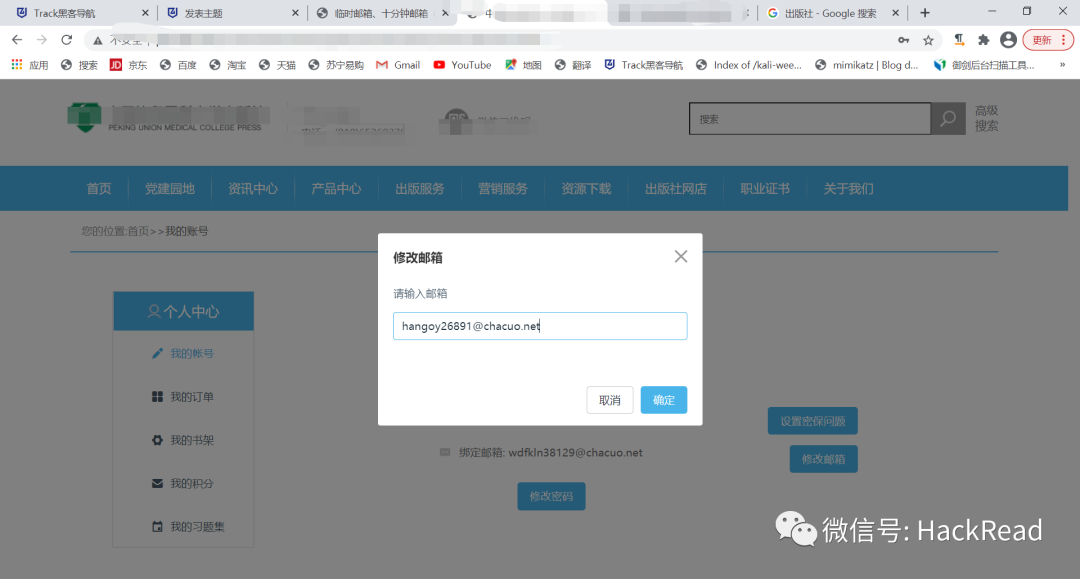 Track黑客导航
发表主题
临时邮箱、十分钟邮箱
出版社 - Google 搜索
不安全
更新
应用
搜索
京东
百度
淘宝
天猫
苏宁易购
Gmail
YouTube
地图
翻译
Track黑客导航
Index of /kali-wee...
mimikatz | Blog d...
御剑后台扫描工具...
»
PEKING UNION MEDICAL COLLEGE PRESS
搜索
高级
搜索
首页
党建园地
资讯中心
产品中心
出版服务
营销服务
资源下载
出版社网店
职业证书
关于我们
您的位置:首页>>我的账号
修改邮箱
请输入邮箱
hangoy26891@chacuo.net
取消
确定
个人中心
我的帐号
我的订单
我的书架
我的积分
我的习题集
设置密保问题
绑定邮箱: wdfkln38129@chacuo.net
修改邮箱
修改密码
微信号: HackRead